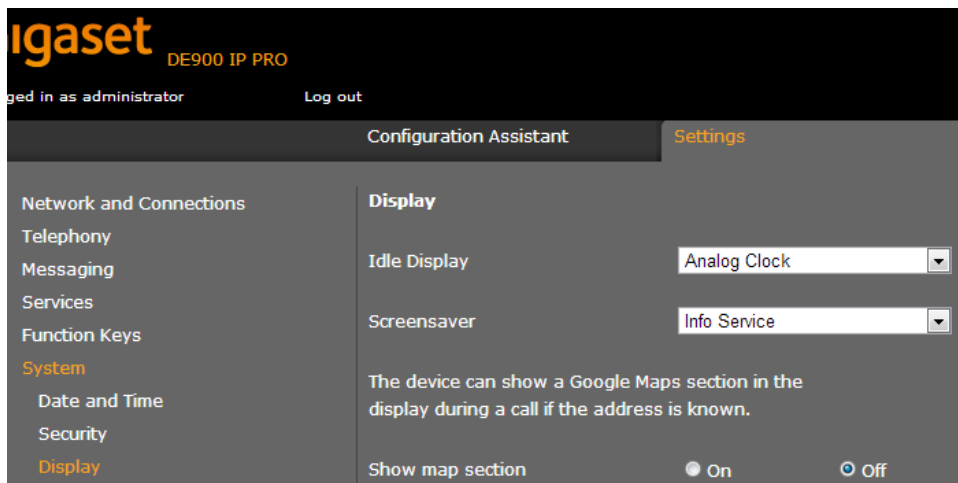 igaset DE900 IP PRO
ged in as administrator Log out
Configuration Assistant Settings
Network and Connections
Telephony
Messaging
Services
Function Keys
System
Date and Time
Security
Display
Display
Idle Display Analog Clock
Screensaver Info Service
The device can show a Google Maps section in the
display during a call if the address is known.
Show map section On Off